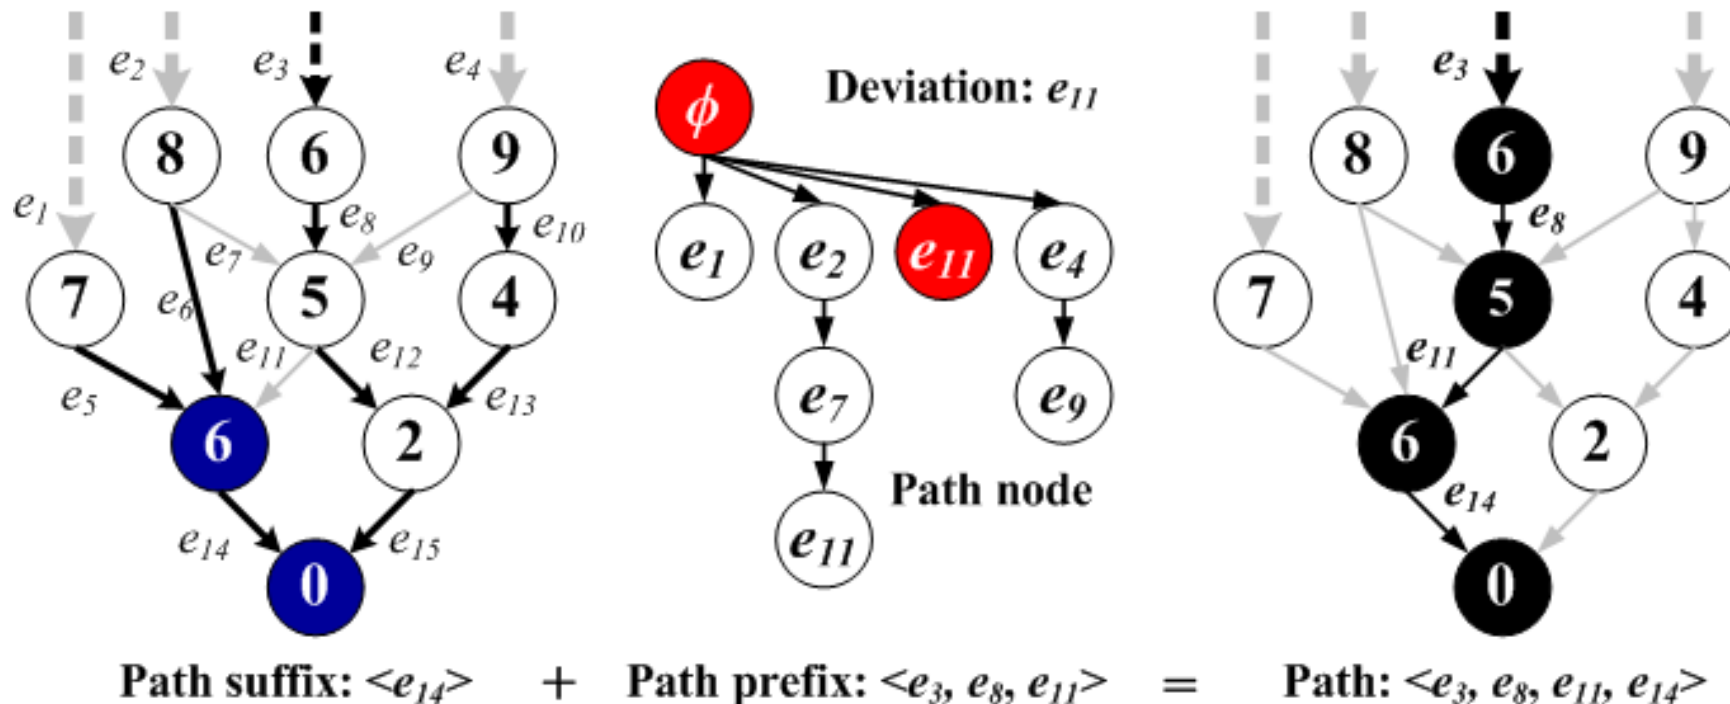 e2 e3 e4 e3
ϕ Deviation: e11
8 6 9 8 6 9
e1 e8 e10 e8
e7 e9 e1 e2 e11 e4
7 e6 5 4 7 5 4
e11 e12 e11
e5 e13 e7 e9
6 2 6 2
Path node
e14 e15 e11 e14
0 0
Path suffix: <e14> + Path prefix: <e3, e8, e11> = Path: <e3, e8, e11, e14>